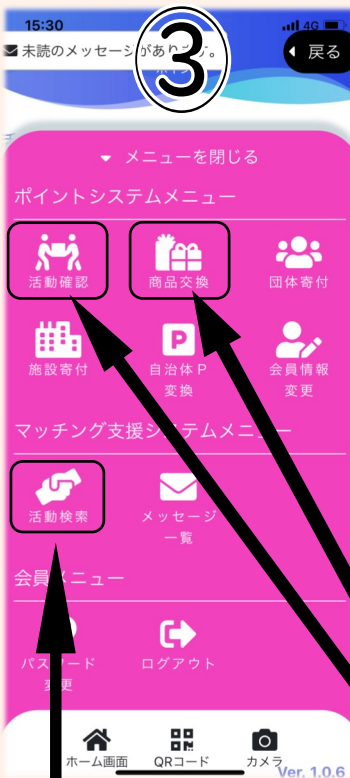 15:30
4G
③
未読のメッセージがあります。
戻る
メニューを閉じる
ポイントシステムメニュー
活動確認
商品交換
団体寄付
施設寄付
自治体P
変換
会員情報
変更
マッチング支援システムメニュー
活動検索
メッセージ
一覧
会員メニュー
パスワード
変更
ログアウト
ホーム画面
QRコード
カメラ
Ver. 1.0.6